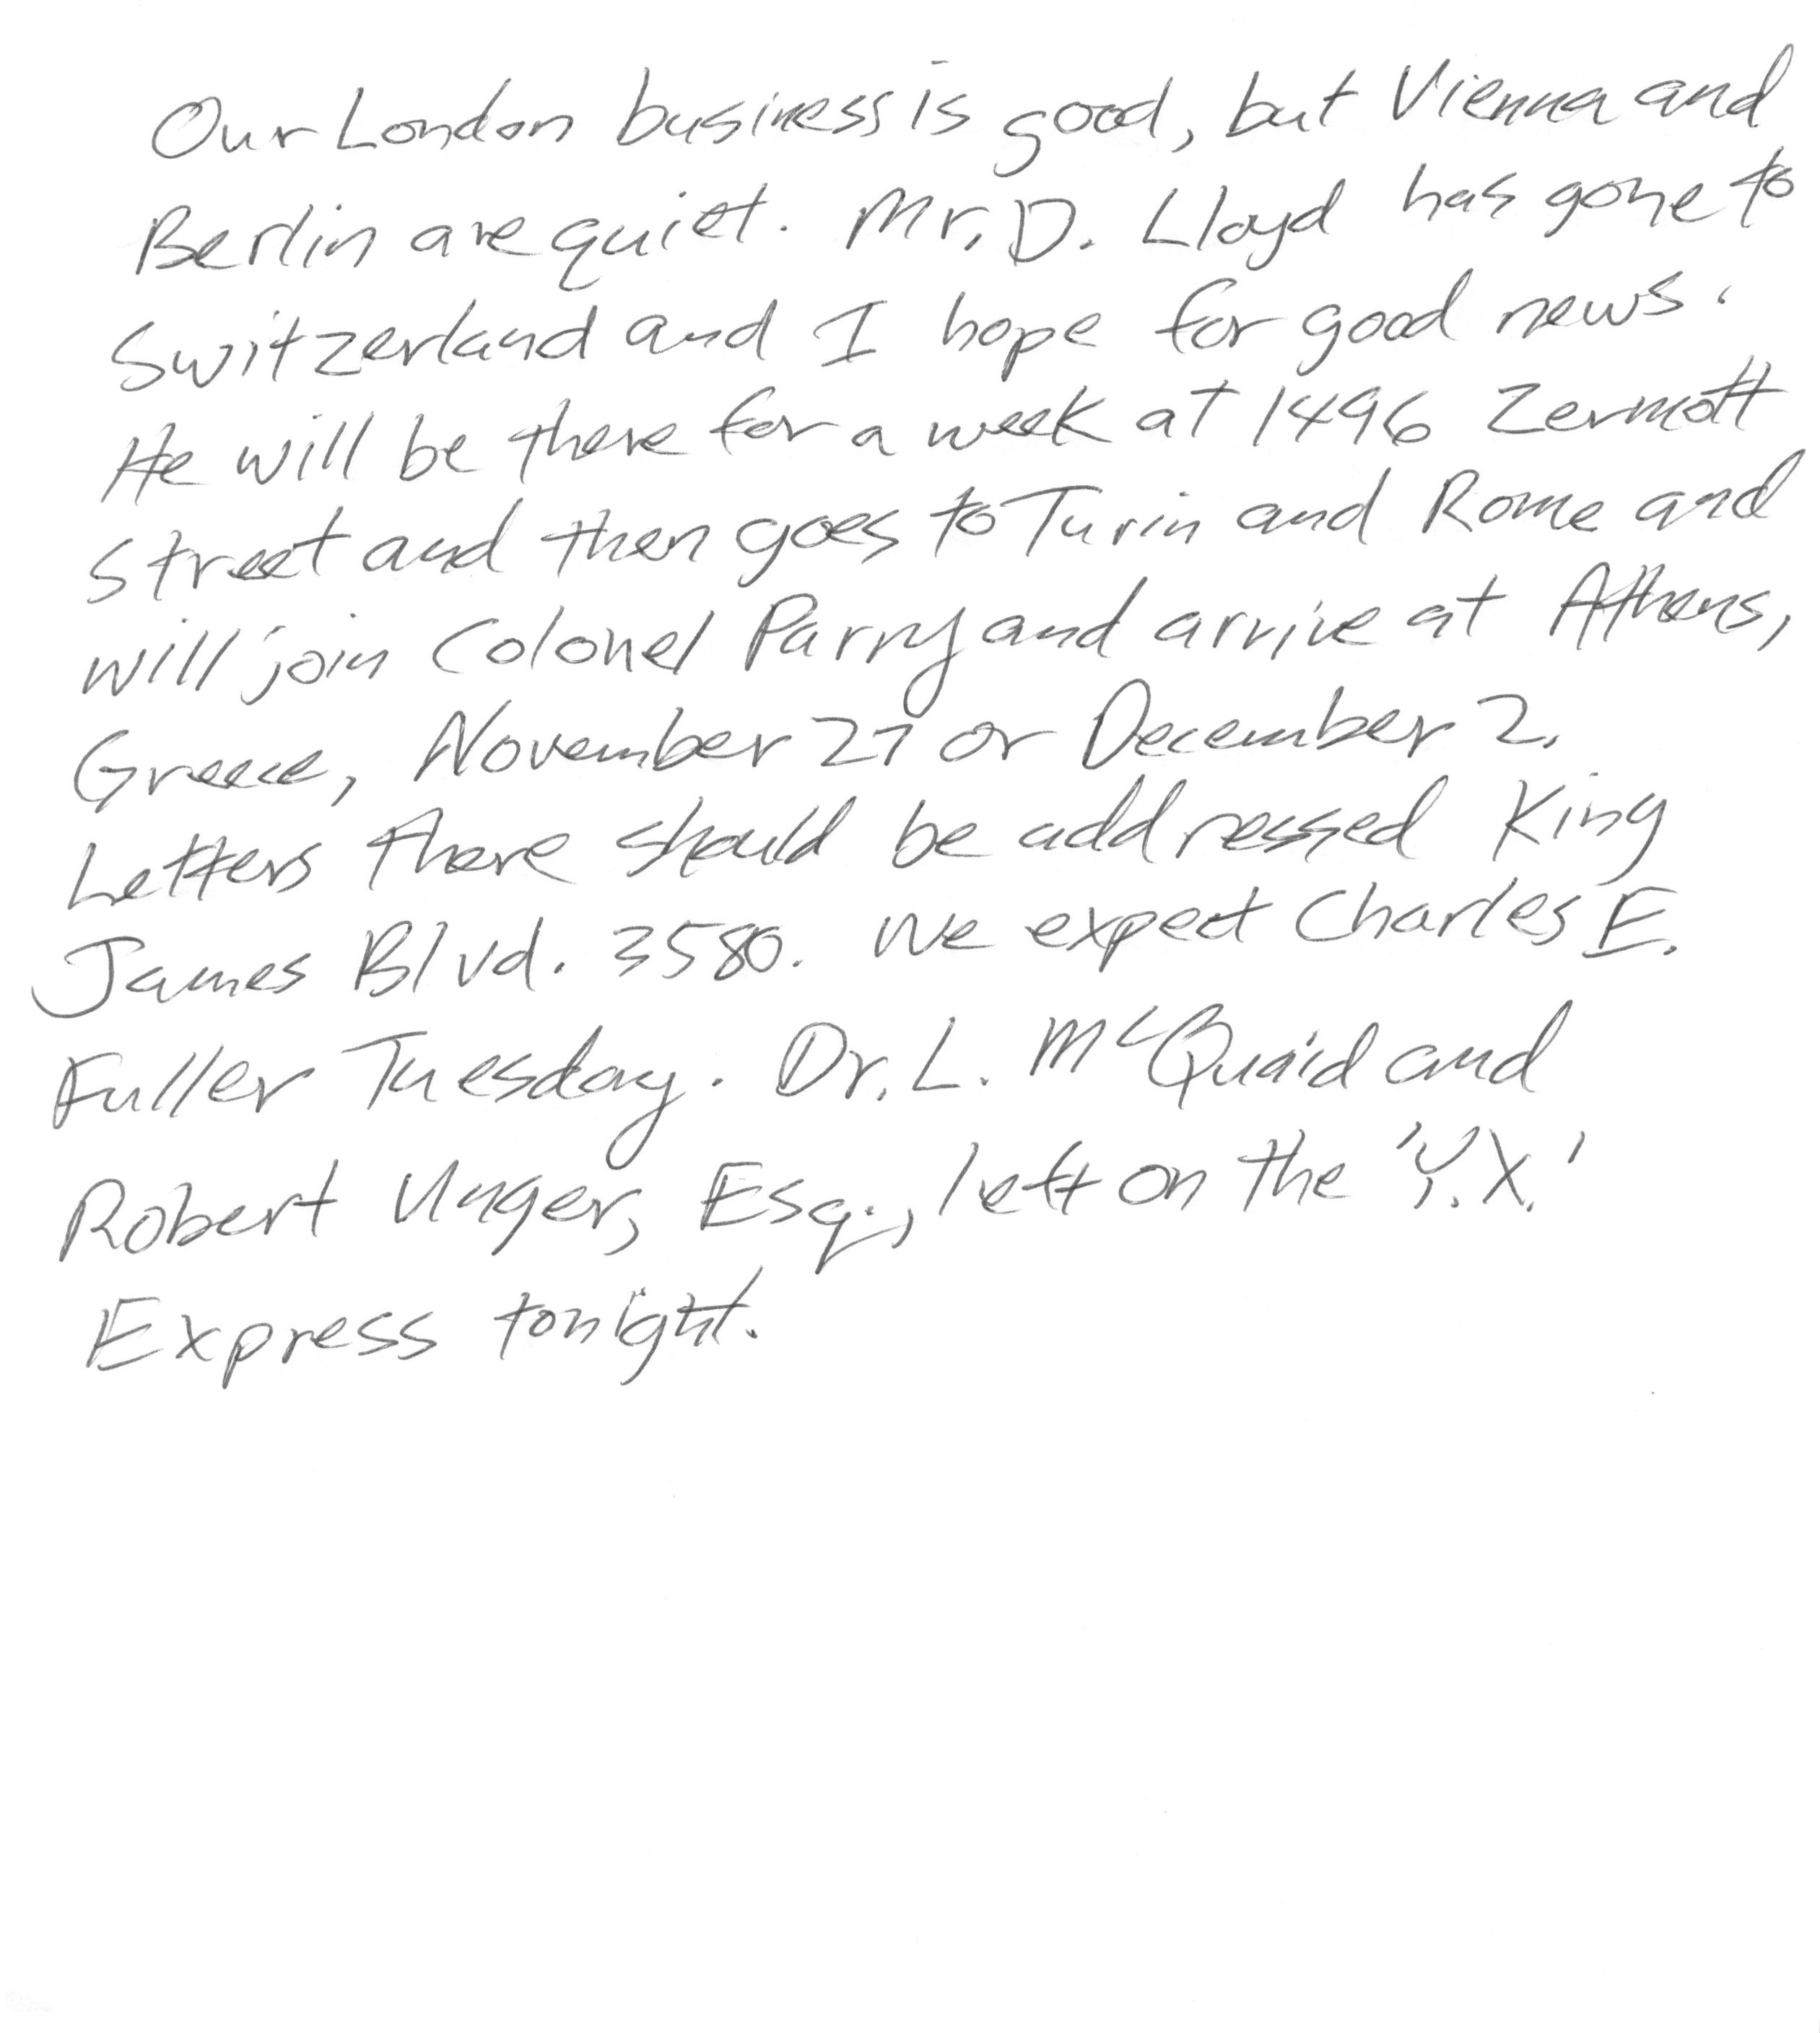 Our London business is good, but Vienna and
Berlin are quiet. Mr. D. Lloyd has gone to
Switzerland and I hope for good news.
He will be there for a week at 1496 Zermott
Street and then goes to Turin and Rome and
will join Colonel Parry and arrive at Athens,
Greece, November 27 or December 2.
Letters there should be addressed King
James Blvd. 3580. We expect Charles E.
Fuller Tuesday. Dr. L. McQuaid and
Robert Unger, Esq., left on the 'Y.X.'
Express tonight.